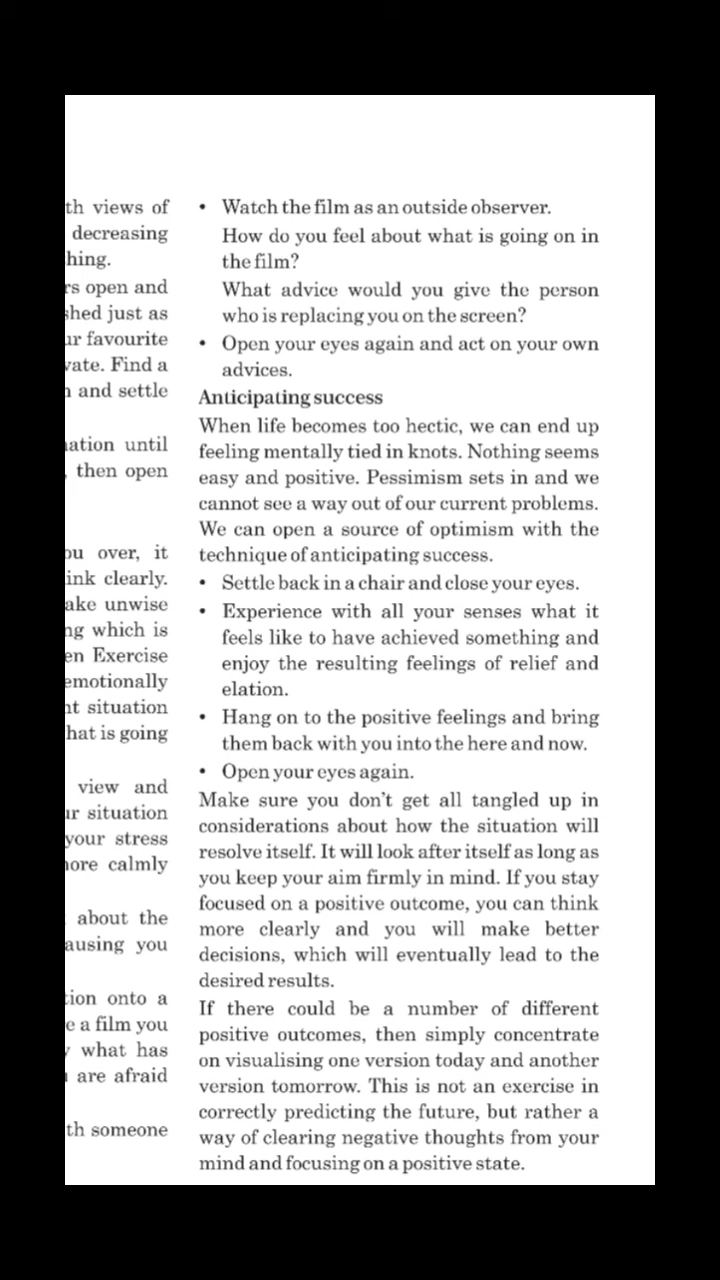 th views of
decreasing
hing.
rs open and
shed just as
ur favourite
vate. Find a
and settle
ation until
, then open
ou over, it
ink clearly.
ake unwise
ng which is
en Exercise
emotionally
nt situation
hat is going
view and
ur situation
your stress
ore calmly
about the
ausing you
tion onto a
e a film you
what has
are afraid
th someone
• Watch the film as an outside observer.
How do you feel about what is going on in
the film?
What advice would you give the person
who is replacing you on the screen?
• Open your eyes again and act on your own
advices.
Anticipating success
When life becomes too hectic, we can end up
feeling mentally tied in knots. Nothing seems
easy and positive. Pessimism sets in and we
cannot see a way out of our current problems.
We can open a source of optimism with the
technique of anticipating success.
• Settle back in a chair and close your eyes.
• Experience with all your senses what it
feels like to have achieved something and
enjoy the resulting feelings of relief and
elation.
• Hang on to the positive feelings and bring
them back with you into the here and now.
• Open your eyes again.
Make sure you don't get all tangled up in
considerations about how the situation will
resolve itself. It will look after itself as long as
you keep your aim firmly in mind. If you stay
focused on a positive outcome, you can think
more clearly and you will make better
decisions, which will eventually lead to the
desired results.
If there could be a number of different
positive outcomes, then simply concentrate
on visualising one version today and another
version tomorrow. This is not an exercise in
correctly predicting the future, but rather a
way of clearing negative thoughts from your
mind and focusing on a positive state.